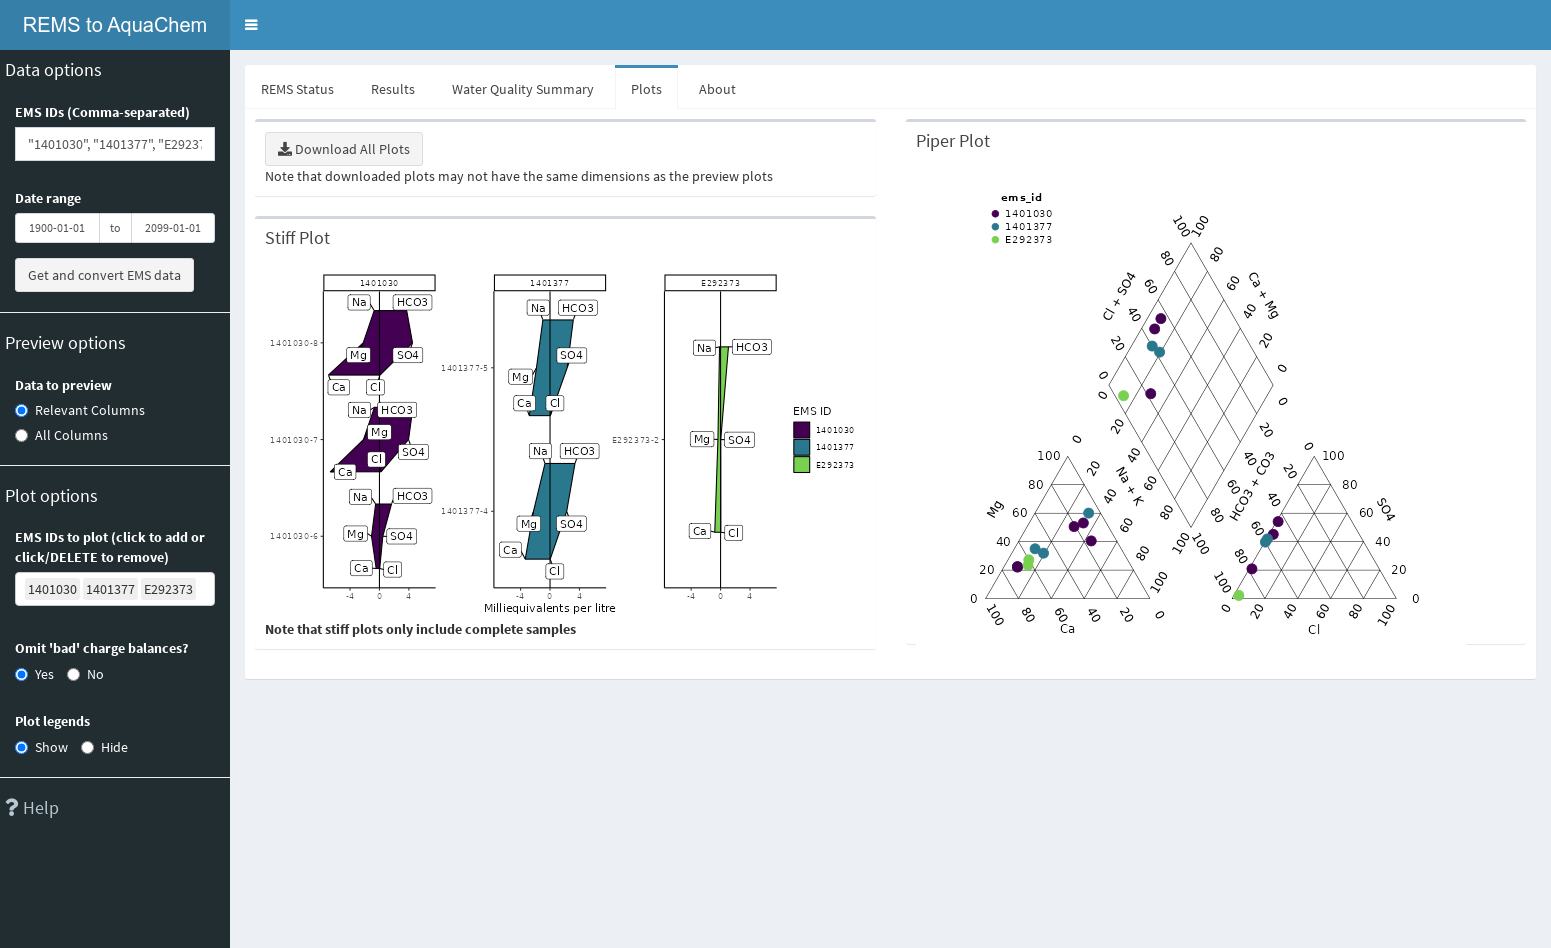 REMS to AquaChem
Data options
EMS IDs (Comma-separated)
"1401030", "1401377", "E2923
Date range
1900-01-01 to 2099-01-01
Get and convert EMS data
Preview options
Data to preview
Relevant Columns
All Columns
Plot options
EMS IDs to plot (click to add or
click/DELETE to remove)
1401030 1401377 E292373
Omit 'bad' charge balances?
Yes No
Plot legends
Show Hide
? Help
REMS Status Results Water Quality Summary Plots About
Download All Plots
Note that downloaded plots may not have the same dimensions as the preview plots
Stiff Plot
1401030
Na HCO3
1401030-8
Mg SO4
Ca Cl
Na HCO3
Mg
1401030-7
SO4
Cl
Ca
Na HCO3
Mg SO4
1401030-6
Ca Cl
-4 0 4
1401377
Na HCO3
SO4
1401377-5
Mg
Ca Cl
Na HCO3
1401377-4
Mg SO4
Ca
Cl
-4 0 4
E292373
Na HCO3
E292373-2
Mg SO4
Ca Cl
-4 0 4
Milliequivalents per litre
EMS ID
1401030
1401377
E292373
Note that stiff plots only include complete samples
Piper Plot
ems_id
1401030
1401377
E292373
100 100
80 80
60 60
40 40
20 20
0 0
Cl + SO4
Ca + Mg
0 0
20 20
40 40
60 60
80 80
100 100
Na + K
HCO3 + CO3
Mg
100
80
60
40
20
0
0
20
40
60
80
100
100 80 60 40 20 0
Ca
0
20
40
60
80
100
SO4
100
80
60
40
20
0
0 20 40 60 80 100
Cl